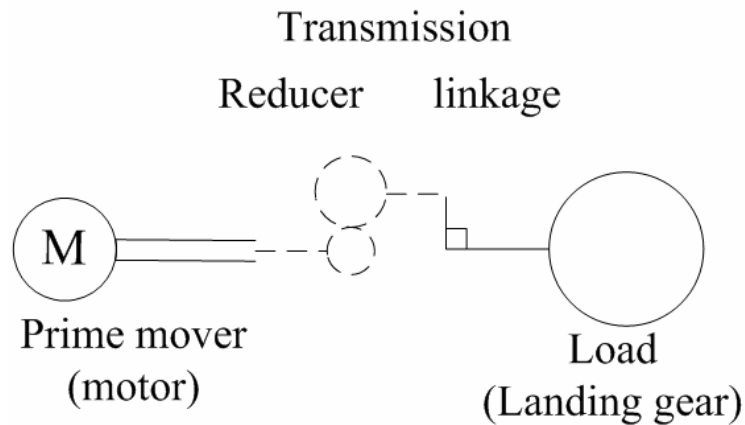 Transmission
Reducer linkage
M
Prime mover
(motor)
Load
(Landing gear)